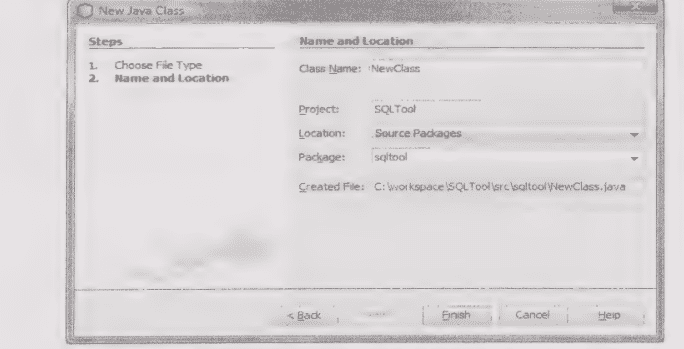 New Java Class
Steps
1. Choose File Type
2. Name and Location
Name and Location
Class Name: NewClass
Project: SQLTool
Location: Source Packages
Package: sqltool
Created File: C:\workspace\SQLTool\src\sqltool\NewClass.java
< Back
Finish
Cancel
Help